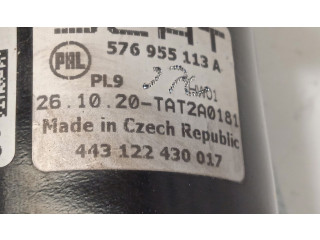 576 955 113 A
PHL
PL9
26.10.20-TAT2A0181
Made in Czech Republic
443 122 430 017